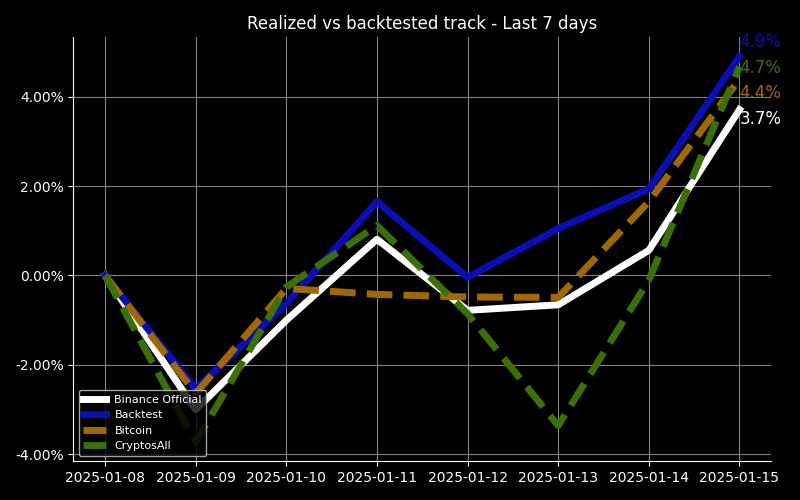 Realized vs backtested track - Last 7 days
4.9%
4.7%
4.4%
3.7%
4.00%
2.00%
0.00%
-2.00%
-4.00%
Binance Official
Backtest
Bitcoin
CryptosAll
2025-01-08 2025-01-09 2025-01-10 2025-01-11 2025-01-12 2025-01-13 2025-01-14 2025-01-15